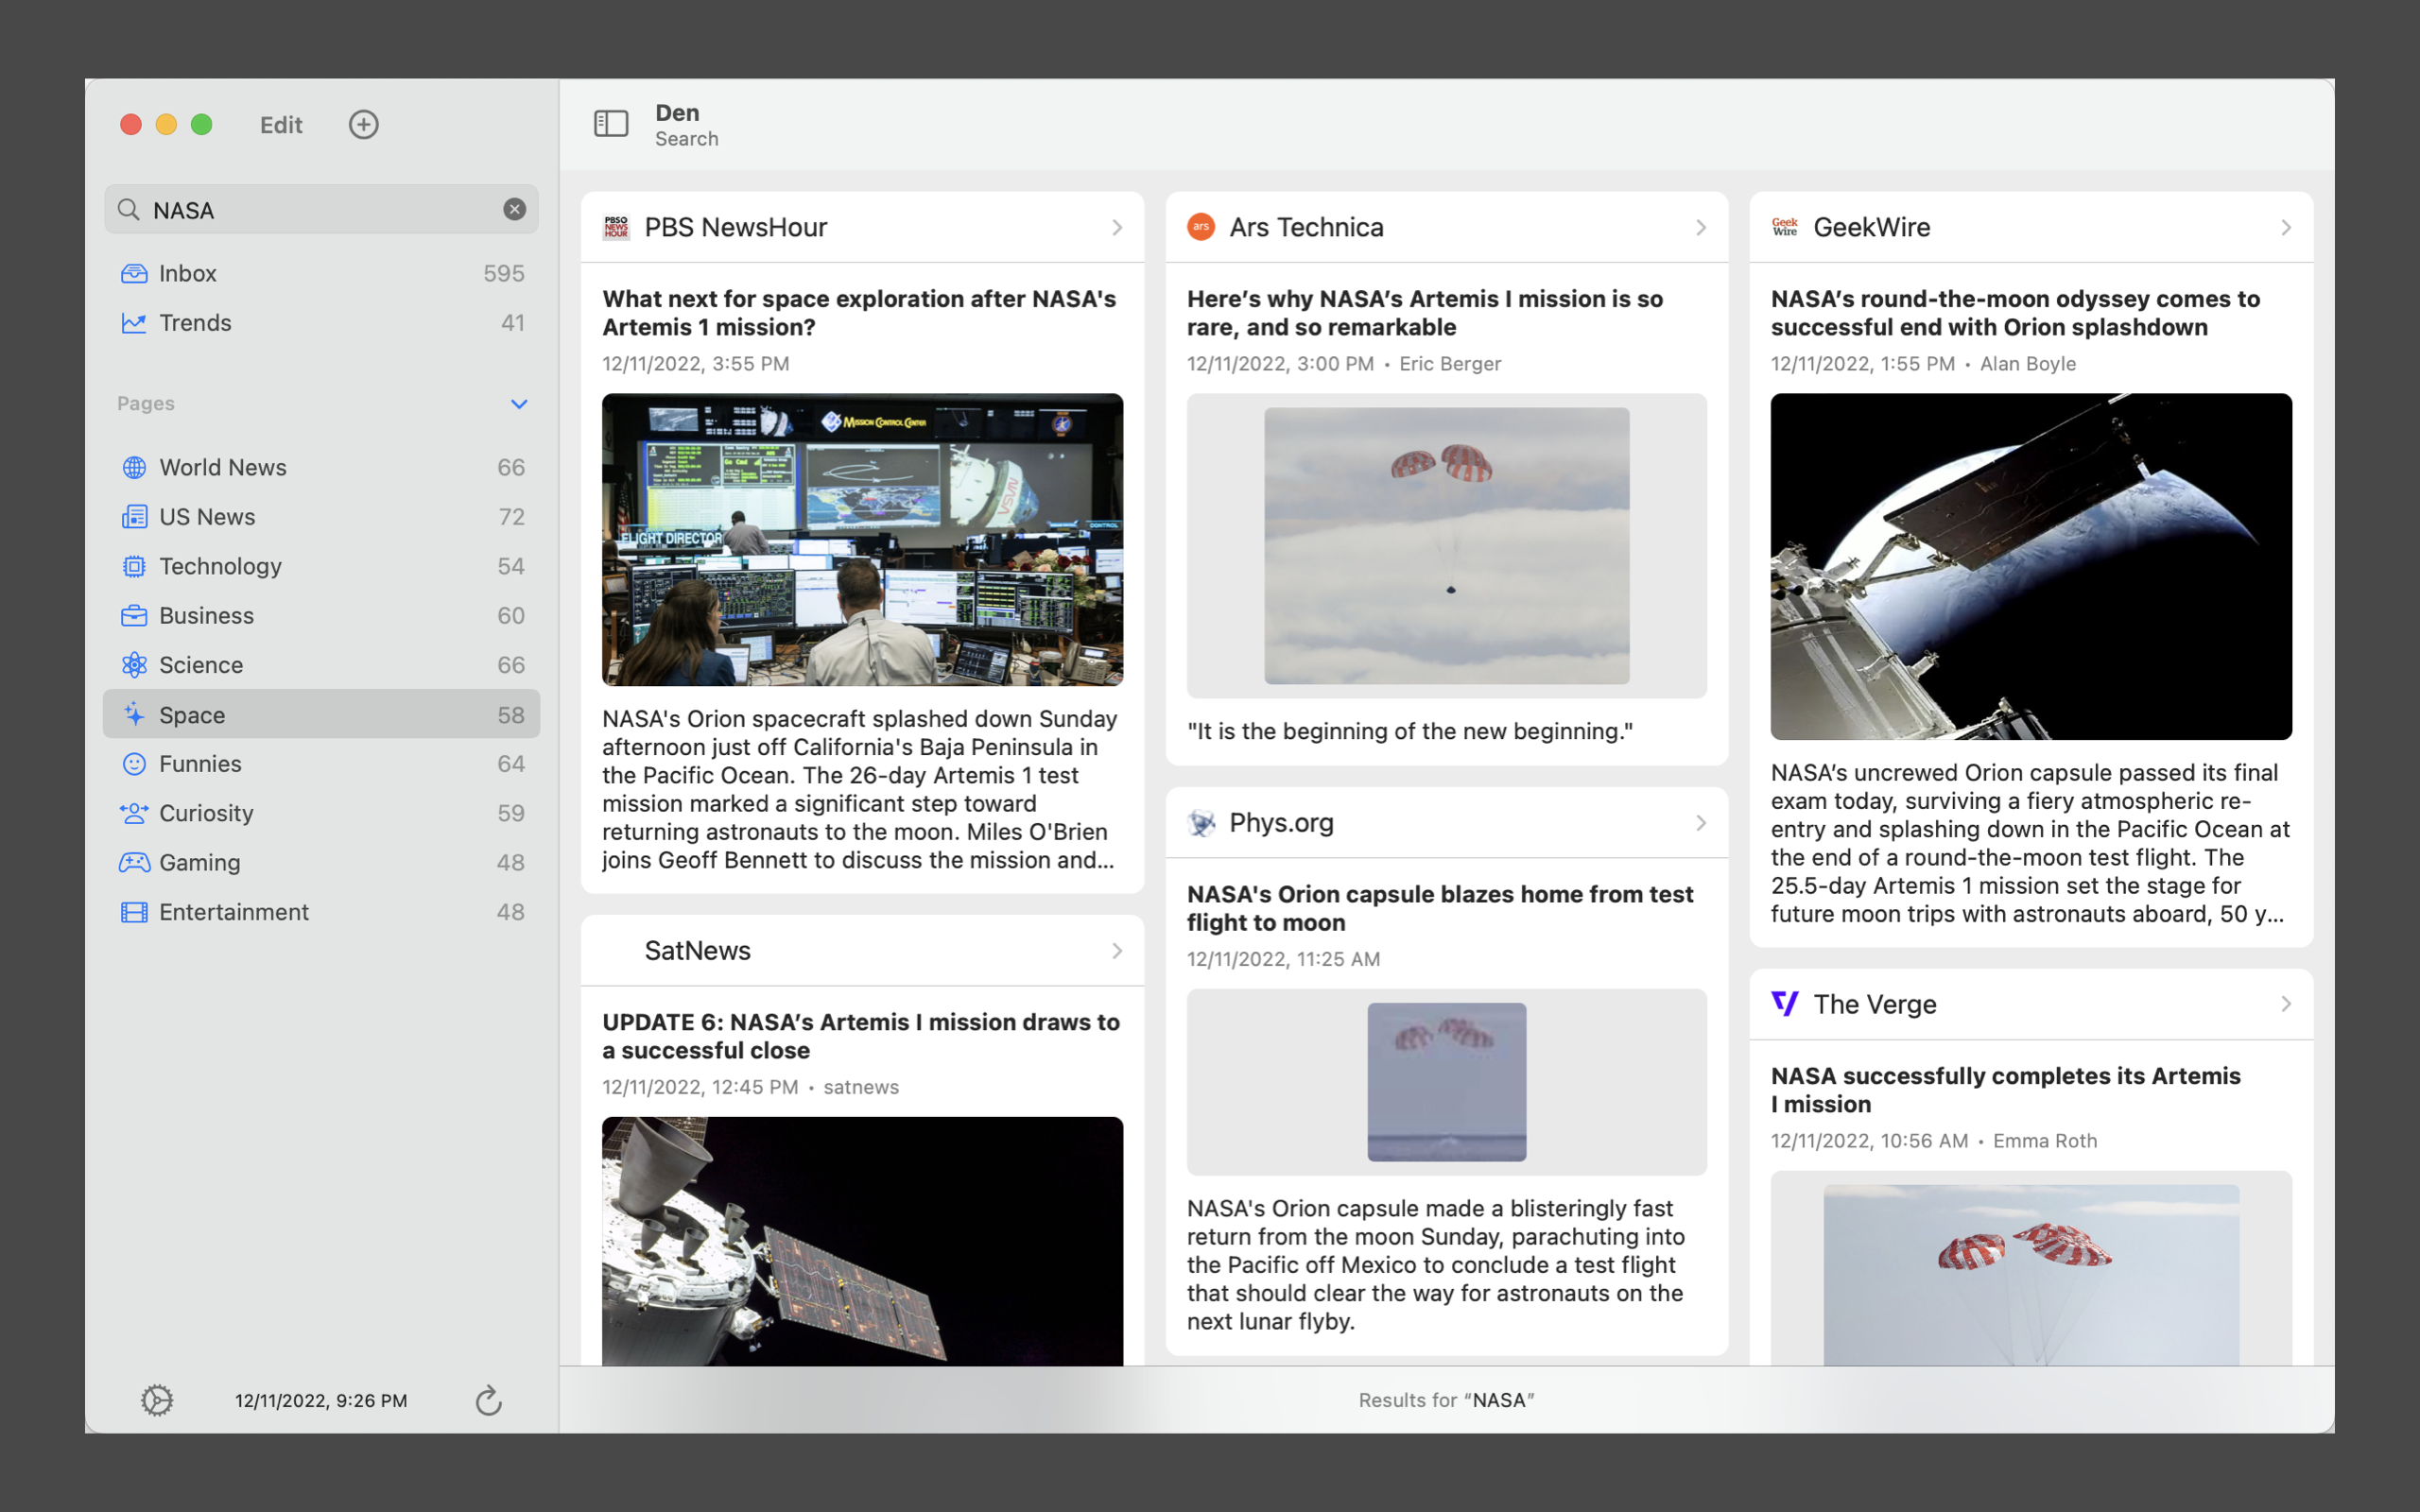 Edit
NASA
Inbox 595
Trends 41
Pages
World News 66
US News 72
Technology 54
Business 60
Science 66
Space 58
Funnies 64
Curiosity 59
Gaming 48
Entertainment 48
12/11/2022, 9:26 PM
Den
Search
PBSO
NEWS
HOUR
PBS NewsHour
What next for space exploration after NASA's
Artemis 1 mission?
12/11/2022, 3:55 PM
MISSION CONTROL CENTER
NASA
FLIGHT DIRECTOR
CONTROL
NASA's Orion spacecraft splashed down Sunday
afternoon just off California's Baja Peninsula in
the Pacific Ocean. The 26-day Artemis 1 test
mission marked a significant step toward
returning astronauts to the moon. Miles O'Brien
joins Geoff Bennett to discuss the mission and...
SatNews
UPDATE 6: NASA’s Artemis I mission draws to
a successful close
12/11/2022, 12:45 PM • satnews
ars
Ars Technica
Here’s why NASA’s Artemis I mission is so
rare, and so remarkable
12/11/2022, 3:00 PM • Eric Berger
"It is the beginning of the new beginning."
Phys.org
NASA's Orion capsule blazes home from test
flight to moon
12/11/2022, 11:25 AM
NASA's Orion capsule made a blisteringly fast
return from the moon Sunday, parachuting into
the Pacific off Mexico to conclude a test flight
that should clear the way for astronauts on the
next lunar flyby.
Geek
Wire
GeekWire
NASA’s round-the-moon odyssey comes to
successful end with Orion splashdown
12/11/2022, 1:55 PM • Alan Boyle
NASA’s uncrewed Orion capsule passed its final
exam today, surviving a fiery atmospheric re-
entry and splashing down in the Pacific Ocean at
the end of a round-the-moon test flight. The
25.5-day Artemis 1 mission set the stage for
future moon trips with astronauts aboard, 50 y...
The Verge
NASA successfully completes its Artemis
I mission
12/11/2022, 10:56 AM • Emma Roth
Results for “NASA”